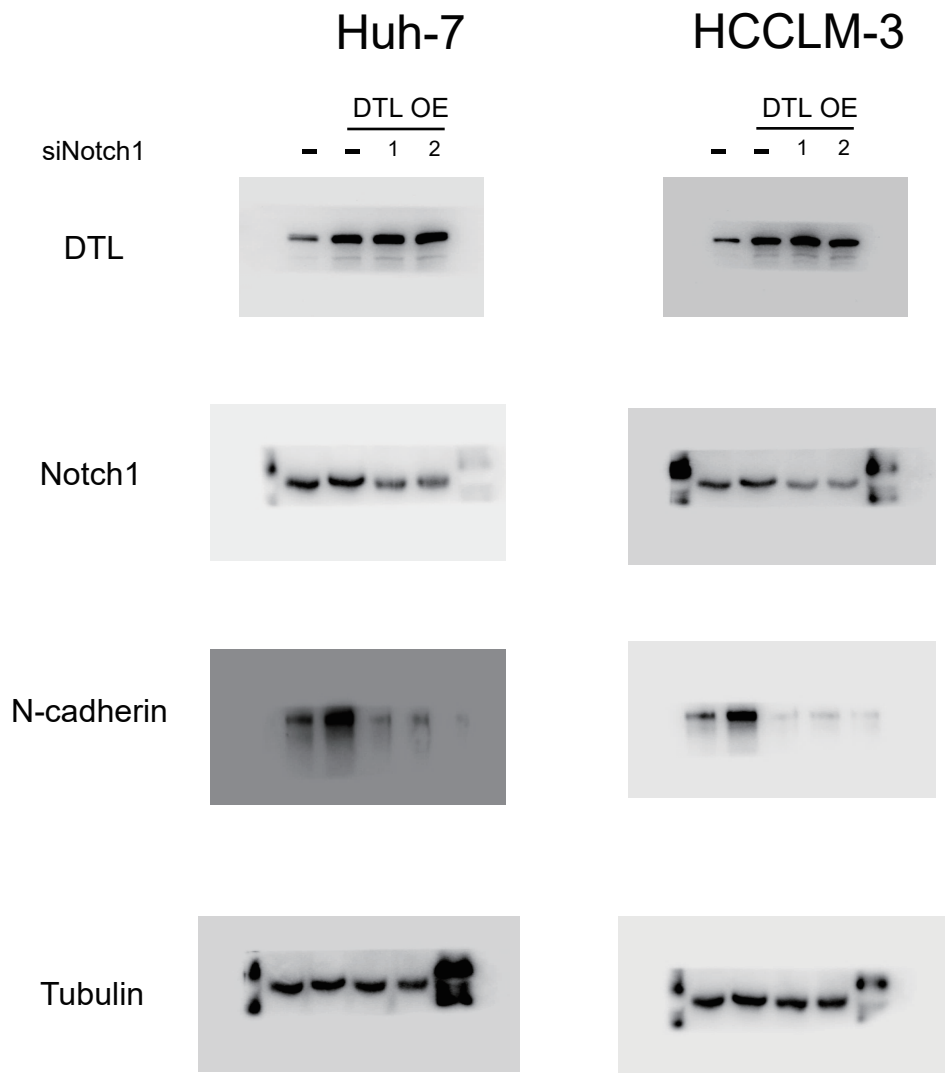 Huh-7 HCCLM-3
DTL OE DTL OE
siNotch1 - - 1 2 - - 1 2
DTL
Notch1
N-cadherin
Tubulin